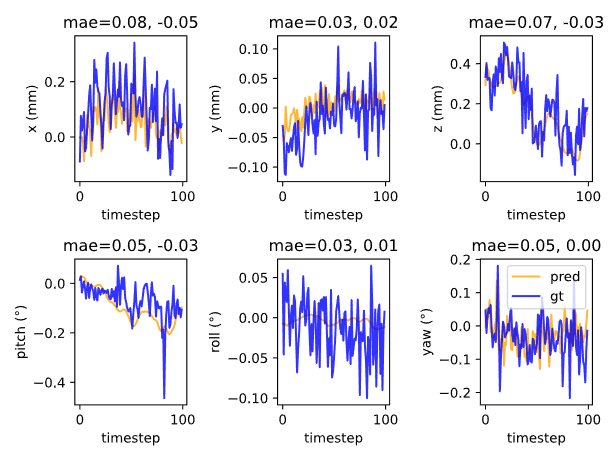 mae=0.08, -0.05
mae=0.03, 0.02
mae=0.07, -0.03
x (mm)
0.2
0.0
0
100
timestep
y (mm)
0.10
0.05
0.00
−0.05
−0.10
0
100
timestep
z (mm)
0.4
0.2
0.0
0
100
timestep
mae=0.05, -0.03
mae=0.03, 0.01
mae=0.05, 0.00
pitch (°)
0.0
−0.2
−0.4
0
100
timestep
roll (°)
0.05
0.00
−0.05
−0.10
0
100
timestep
yaw (°)
0.2
0.1
0.0
−0.1
−0.2
0
100
timestep
pred
gt